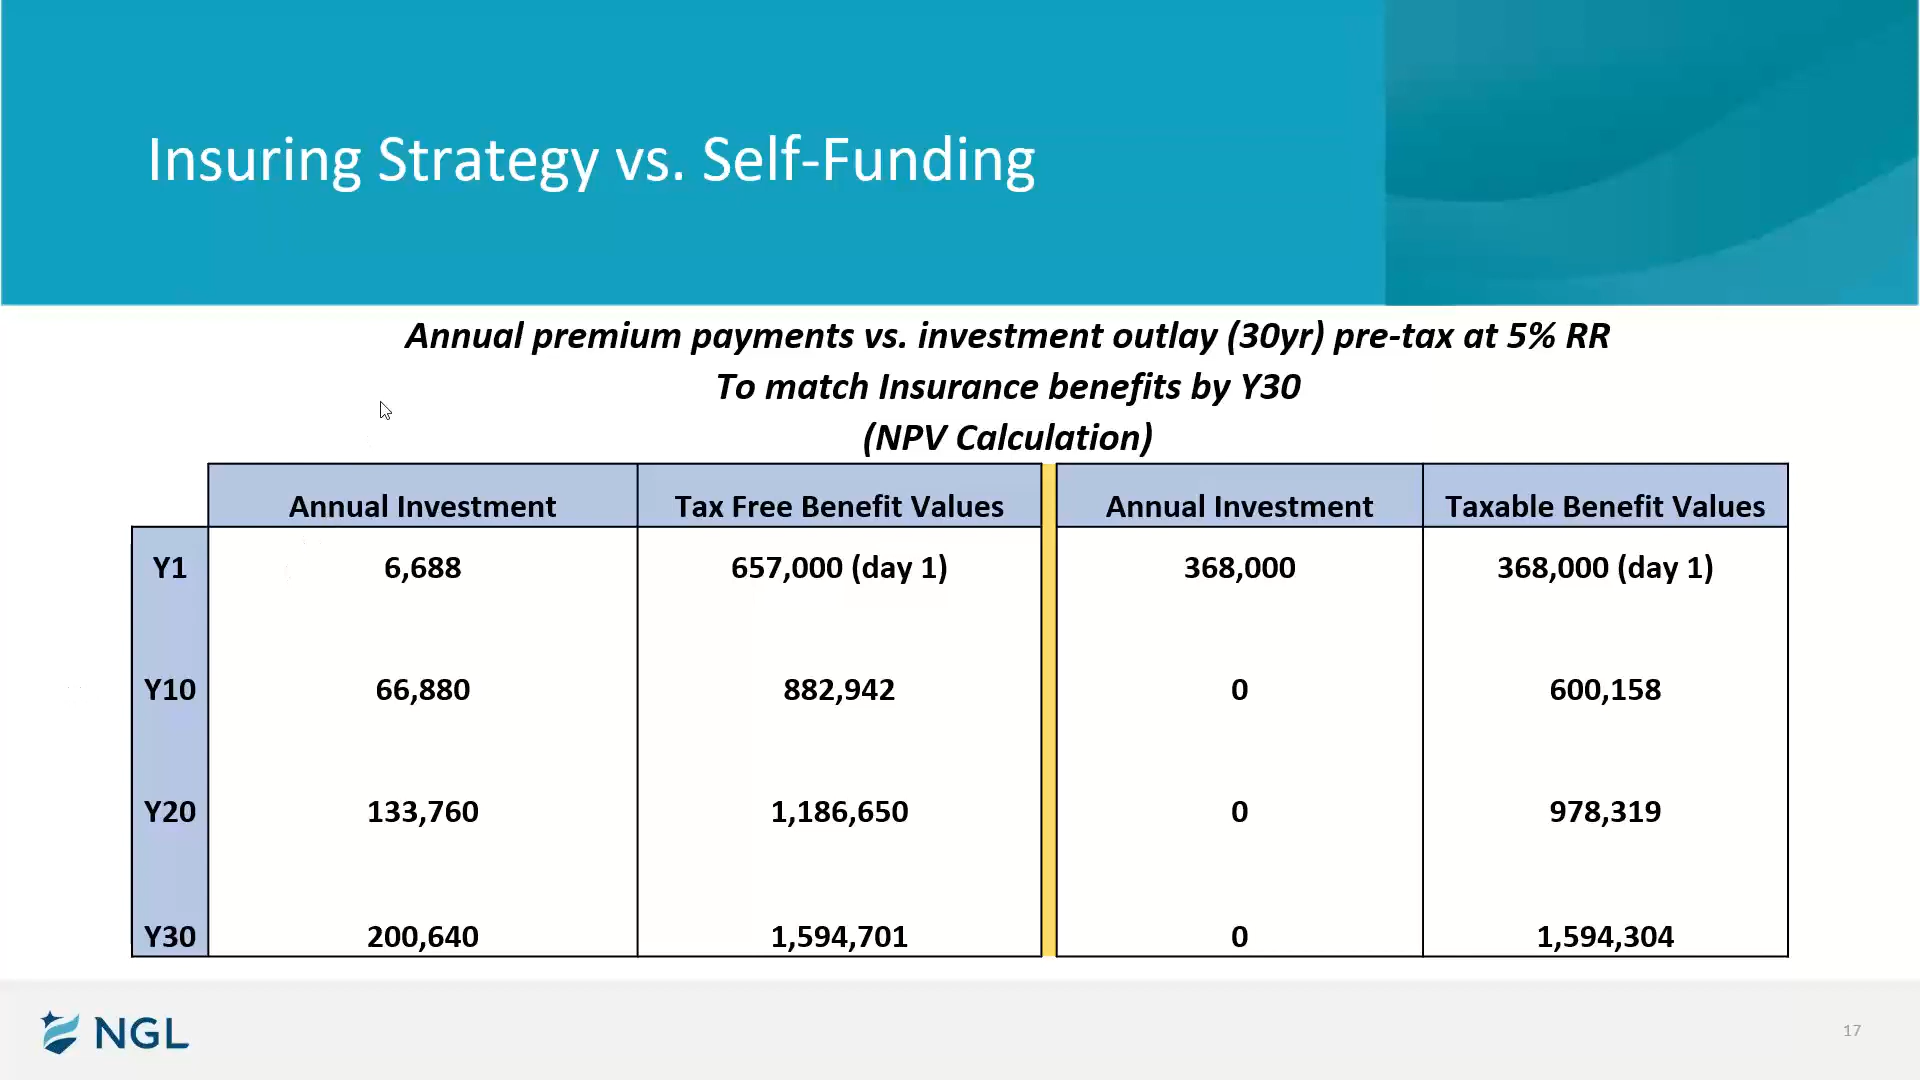 Insuring Strategy vs. Self-Funding
Annual premium payments vs. investment outlay (30yr) pre-tax at 5% RR
To match Insurance benefits by Y30
(NPV Calculation)
Annual Investment Tax Free Benefit Values Annual Investment Taxable Benefit Values
Y1 6,688 657,000 (day 1) 368,000 368,000 (day 1)
Y10 66,880 882,942 0 600,158
Y20 133,760 1,186,650 0 978,319
Y30 200,640 1,594,701 0 1,594,304
NGL
17